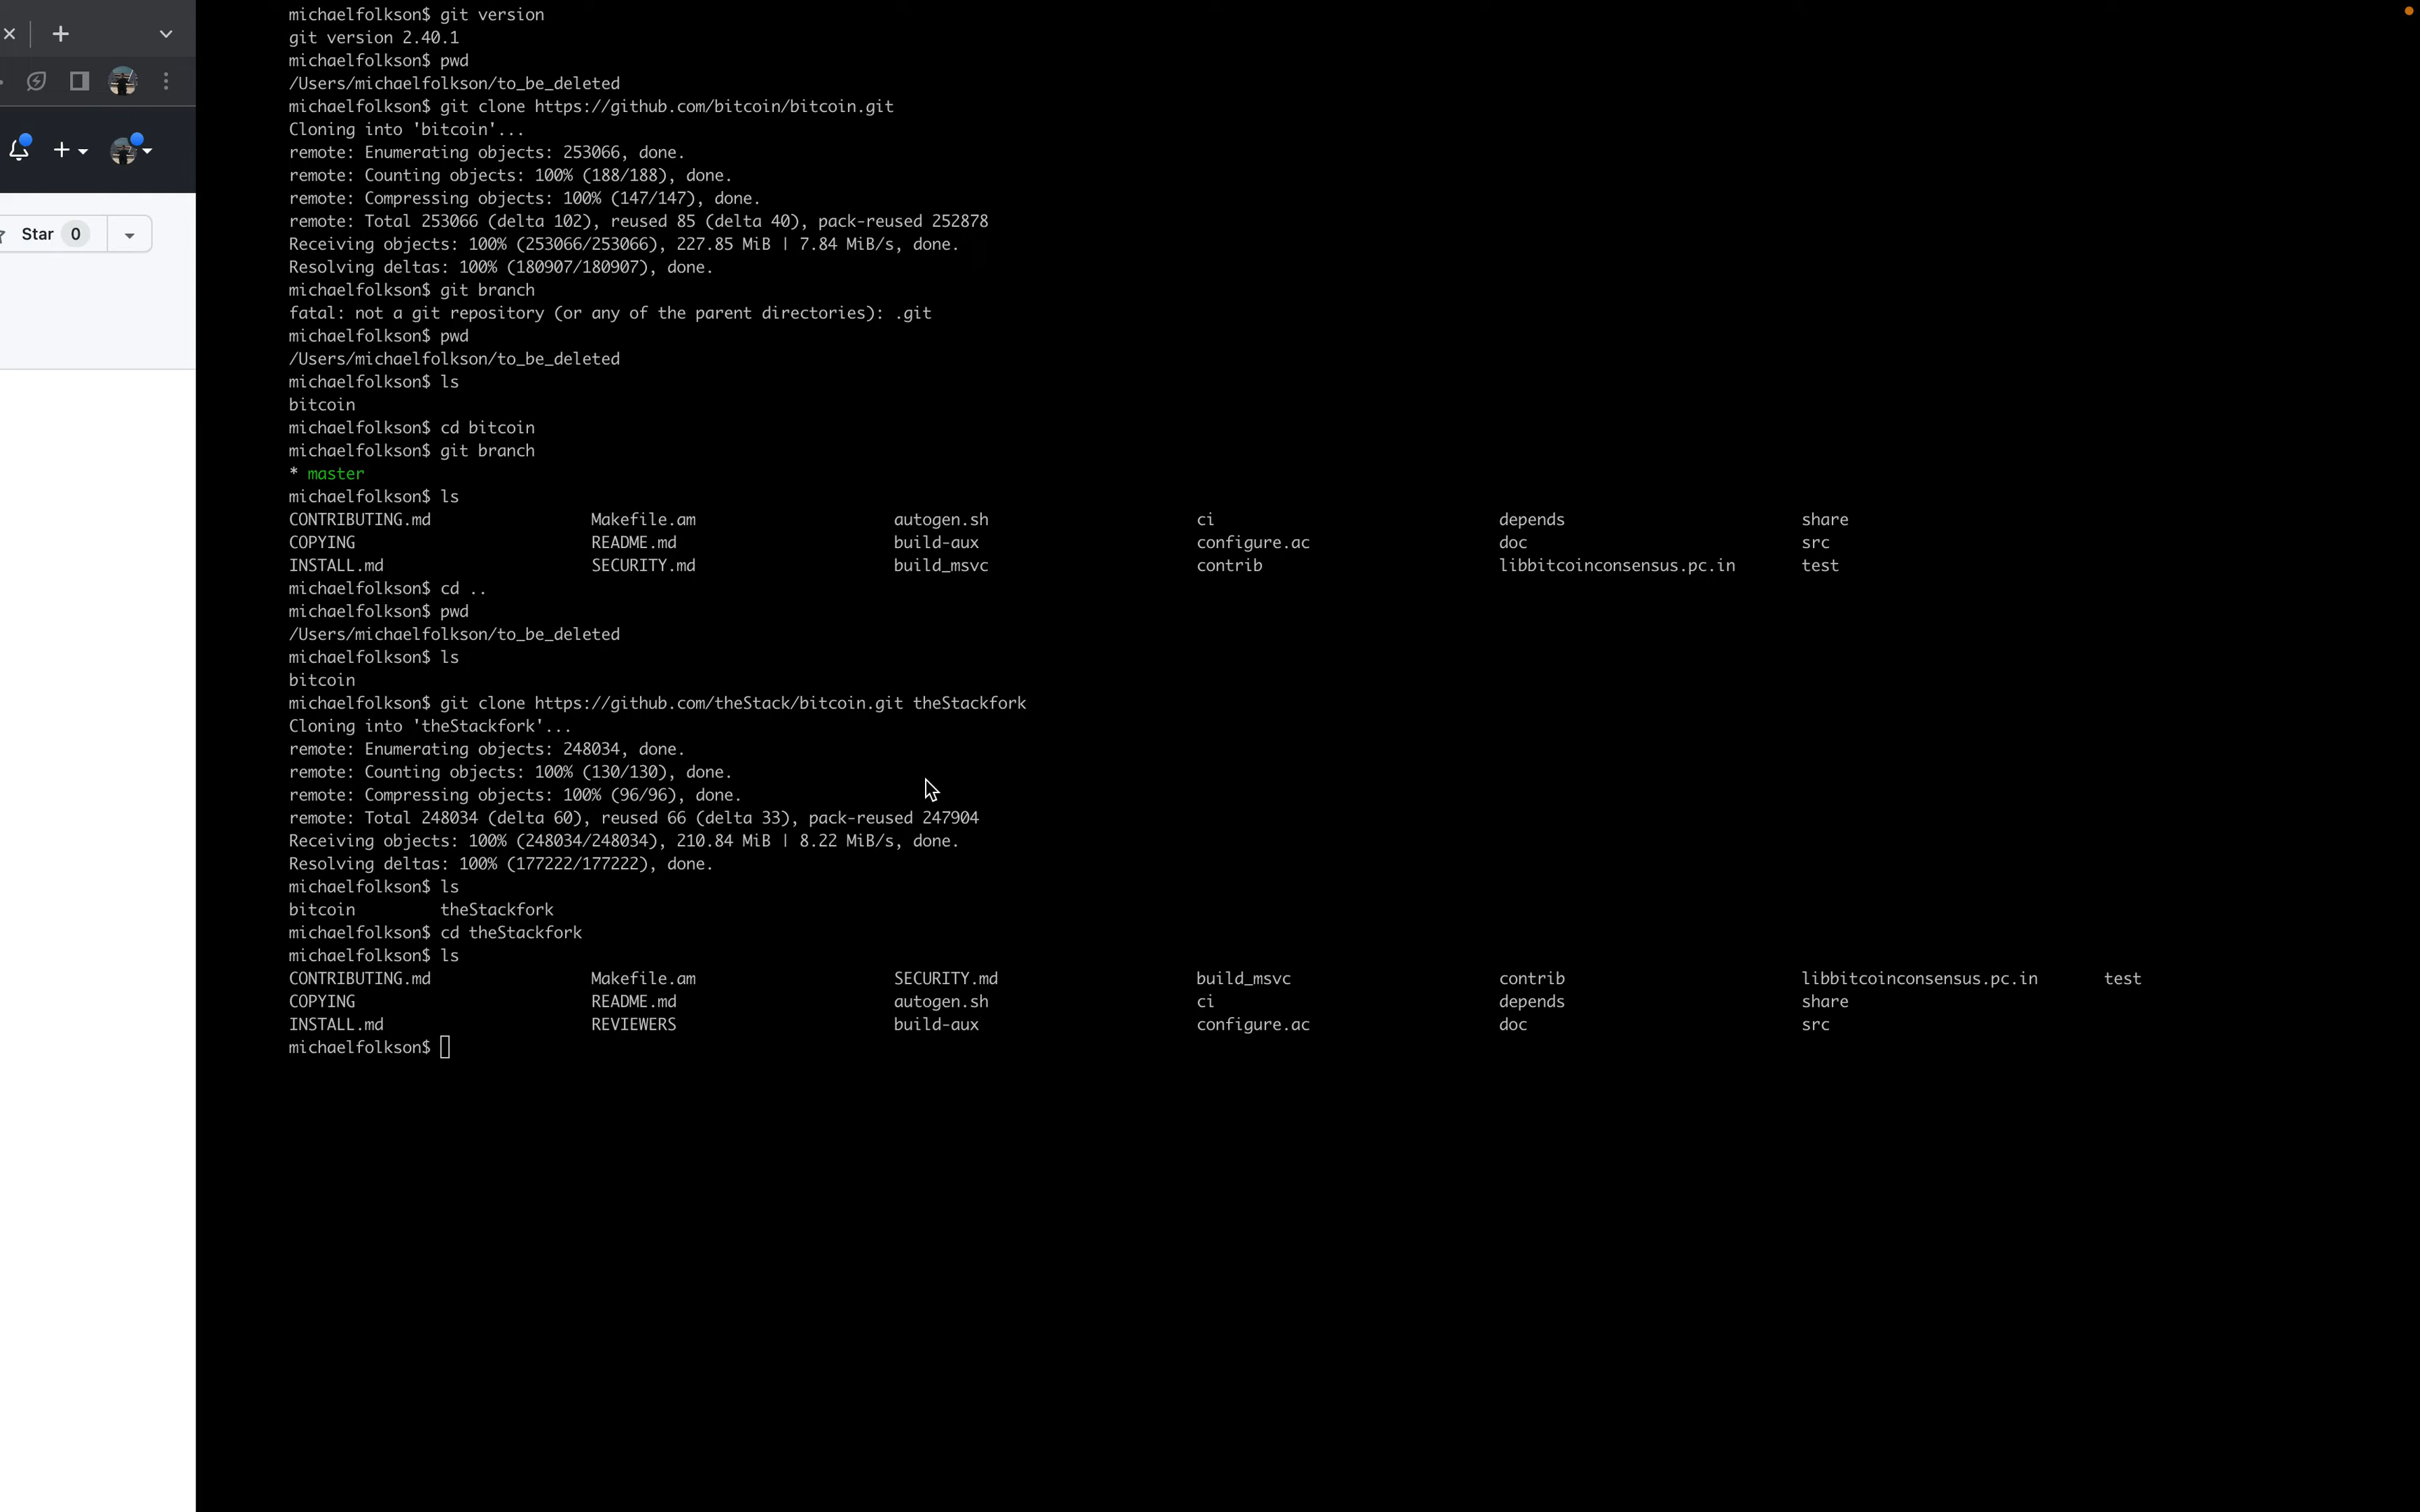 Star 0
michaelfolkson$ git version
git version 2.40.1
michaelfolkson$ pwd
/Users/michaelfolkson/to_be_deleted
michaelfolkson$ git clone https://github.com/bitcoin/bitcoin.git
Cloning into 'bitcoin'...
remote: Enumerating objects: 253066, done.
remote: Counting objects: 100% (188/188), done.
remote: Compressing objects: 100% (147/147), done.
remote: Total 253066 (delta 102), reused 85 (delta 40), pack-reused 252878
Receiving objects: 100% (253066/253066), 227.85 MiB | 7.84 MiB/s, done.
Resolving deltas: 100% (180907/180907), done.
michaelfolkson$ git branch
fatal: not a git repository (or any of the parent directories): .git
michaelfolkson$ pwd
/Users/michaelfolkson/to_be_deleted
michaelfolkson$ ls
bitcoin
michaelfolkson$ cd bitcoin
michaelfolkson$ git branch
* master
michaelfolkson$ ls
CONTRIBUTING.md Makefile.am autogen.sh ci depends share
COPYING README.md build-aux configure.ac doc src
INSTALL.md SECURITY.md build_msvc contrib libbitcoinconsensus.pc.in test
michaelfolkson$ cd ..
michaelfolkson$ pwd
/Users/michaelfolkson/to_be_deleted
michaelfolkson$ ls
bitcoin
michaelfolkson$ git clone https://github.com/theStack/bitcoin.git theStackfork
Cloning into 'theStackfork'...
remote: Enumerating objects: 248034, done.
remote: Counting objects: 100% (130/130), done.
remote: Compressing objects: 100% (96/96), done.
remote: Total 248034 (delta 60), reused 66 (delta 33), pack-reused 247904
Receiving objects: 100% (248034/248034), 210.84 MiB | 8.22 MiB/s, done.
Resolving deltas: 100% (177222/177222), done.
michaelfolkson$ ls
bitcoin theStackfork
michaelfolkson$ cd theStackfork
michaelfolkson$ ls
CONTRIBUTING.md Makefile.am SECURITY.md build_msvc contrib libbitcoinconsensus.pc.in test
COPYING README.md autogen.sh ci depends share
INSTALL.md REVIEWERS build-aux configure.ac doc src
michaelfolkson$